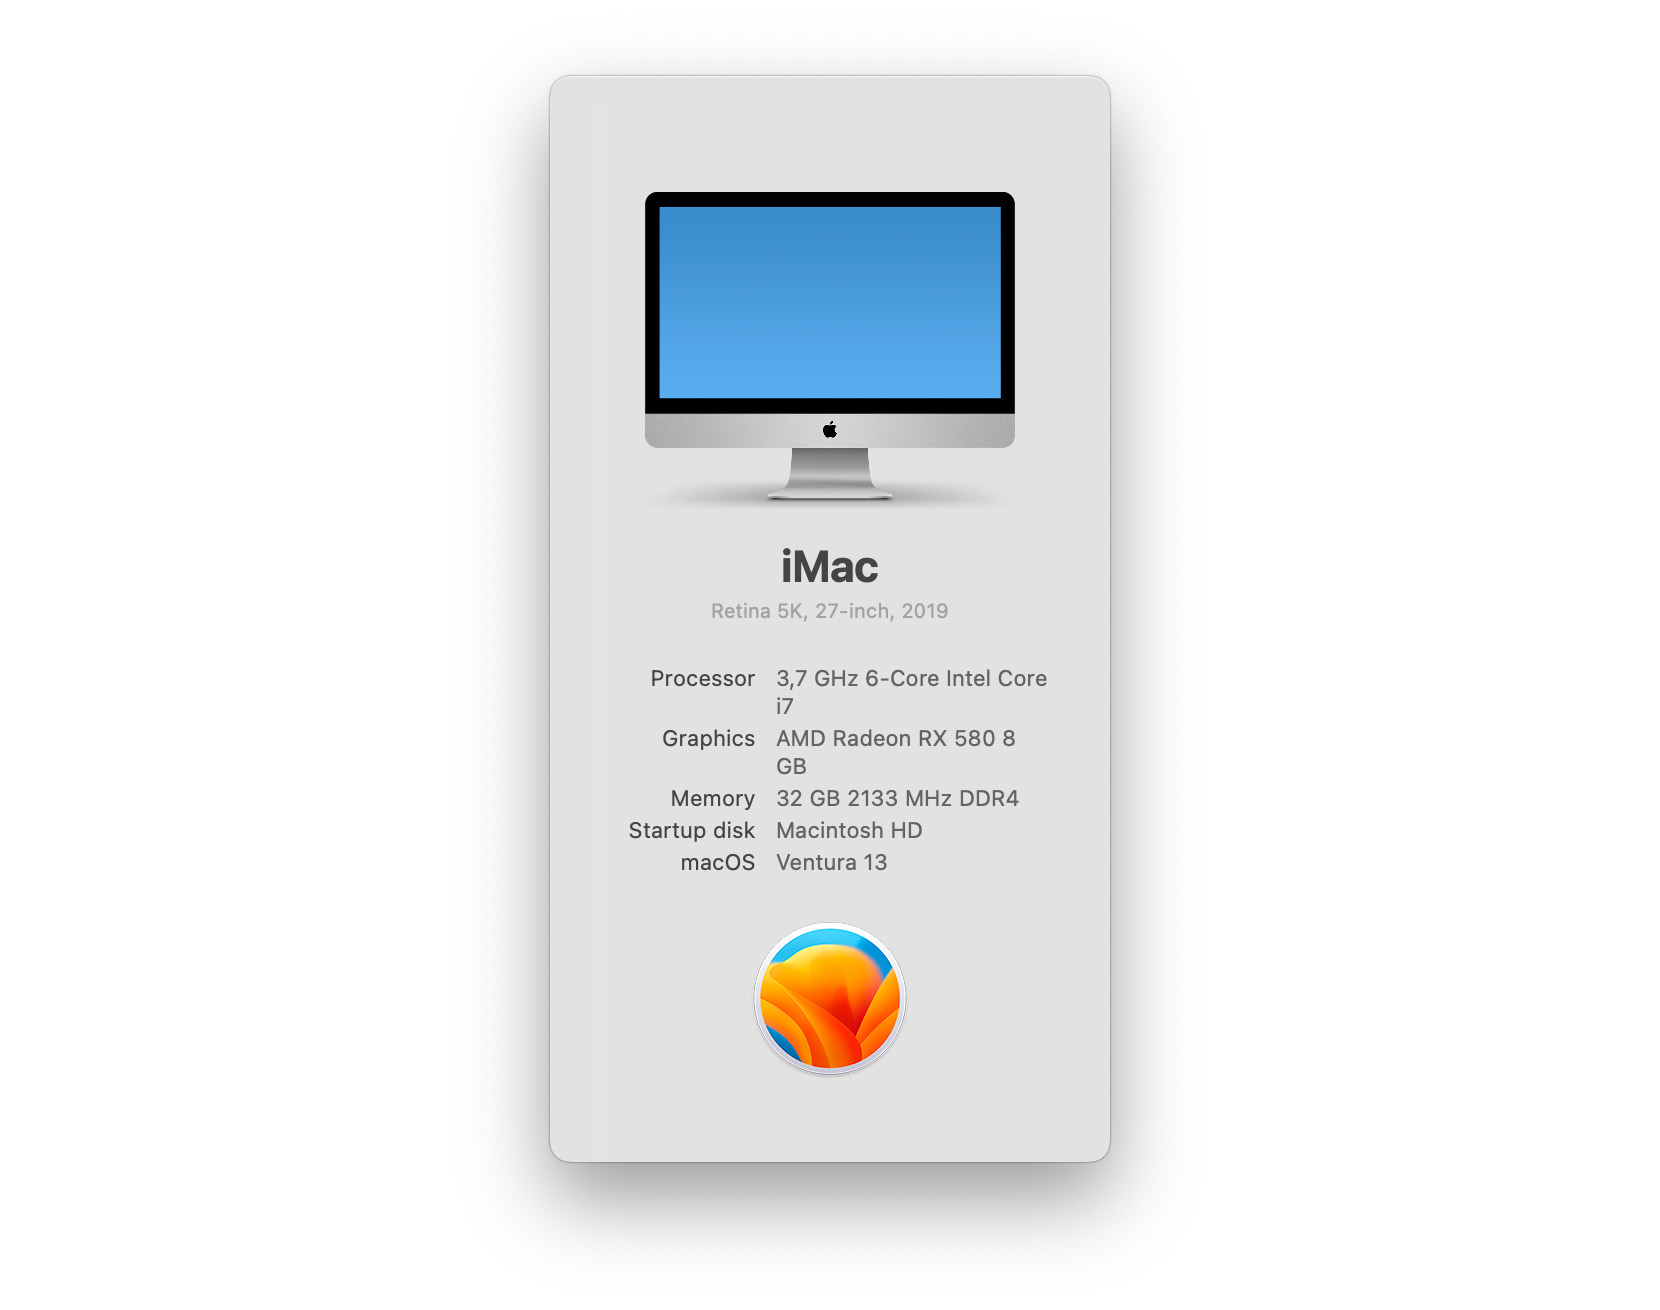 iMac
Retina 5K, 27-inch, 2019
Processor 3,7 GHz 6-Core Intel Core
i7
Graphics AMD Radeon RX 580 8
GB
Memory 32 GB 2133 MHz DDR4
Startup disk Macintosh HD
macOS Ventura 13